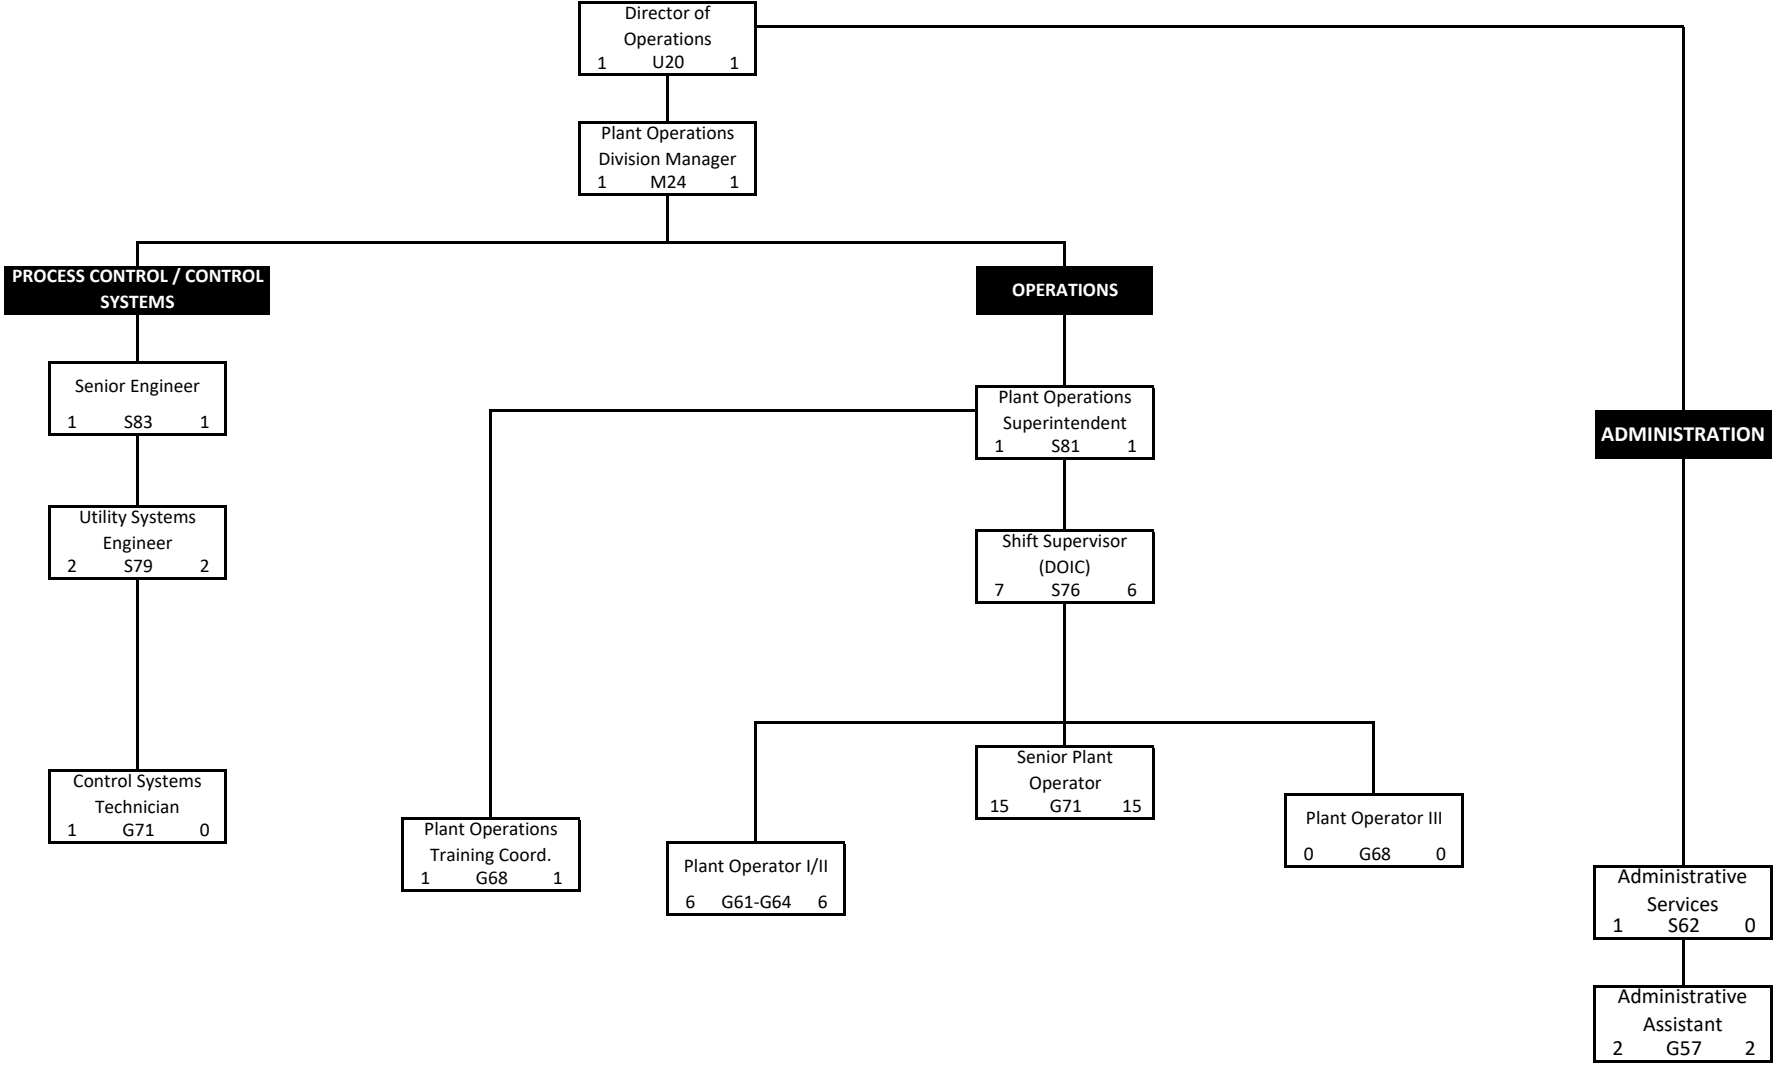 Director of
Operations
1 U20 1
Plant Operations
Division Manager
1 M24 1
PROCESS CONTROL / CONTROL
SYSTEMS
OPERATIONS
Senior Engineer
1 S83 1
Plant Operations
Superintendent
1 S81 1
ADMINISTRATION
Utility Systems
Engineer
2 S79 2
Shift Supervisor
(DOIC)
7 S76 6
Control Systems
Technician
1 G71 0
Plant Operations
Training Coord.
1 G68 1
Plant Operator I/II
6 G61-G64 6
Senior Plant
Operator
15 G71 15
Plant Operator III
0 G68 0
Administrative
Services
1 S62 0
Administrative
Assistant
2 G57 2